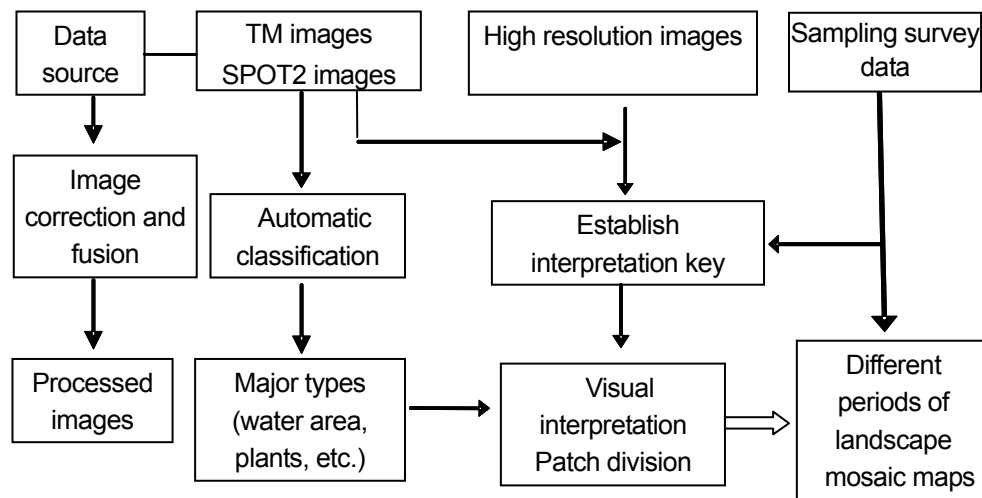 Data
source
TM images
SPOT2 images
High resolution images
Sampling survey
data
Image
correction and
fusion
Automatic
classification
Establish
interpretation key
Processed
images
Major types
(water area,
plants, etc.)
Visual
interpretation
Patch division
Different
periods of
landscape
mosaic maps